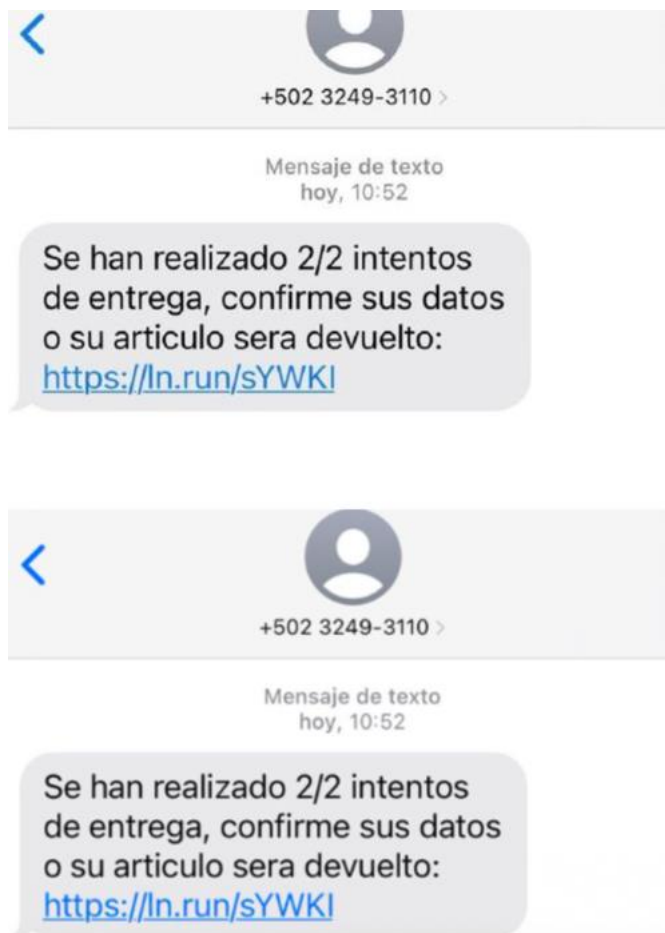 +502 3249-3110 >
Mensaje de texto
hoy, 10:52
Se han realizado 2/2 intentos
de entrega, confirme sus datos
o su articulo sera devuelto:
https://ln.run/sYWKI
+502 3249-3110 >
Mensaje de texto
hoy, 10:52
Se han realizado 2/2 intentos
de entrega, confirme sus datos
o su articulo sera devuelto:
https://ln.run/sYWKI